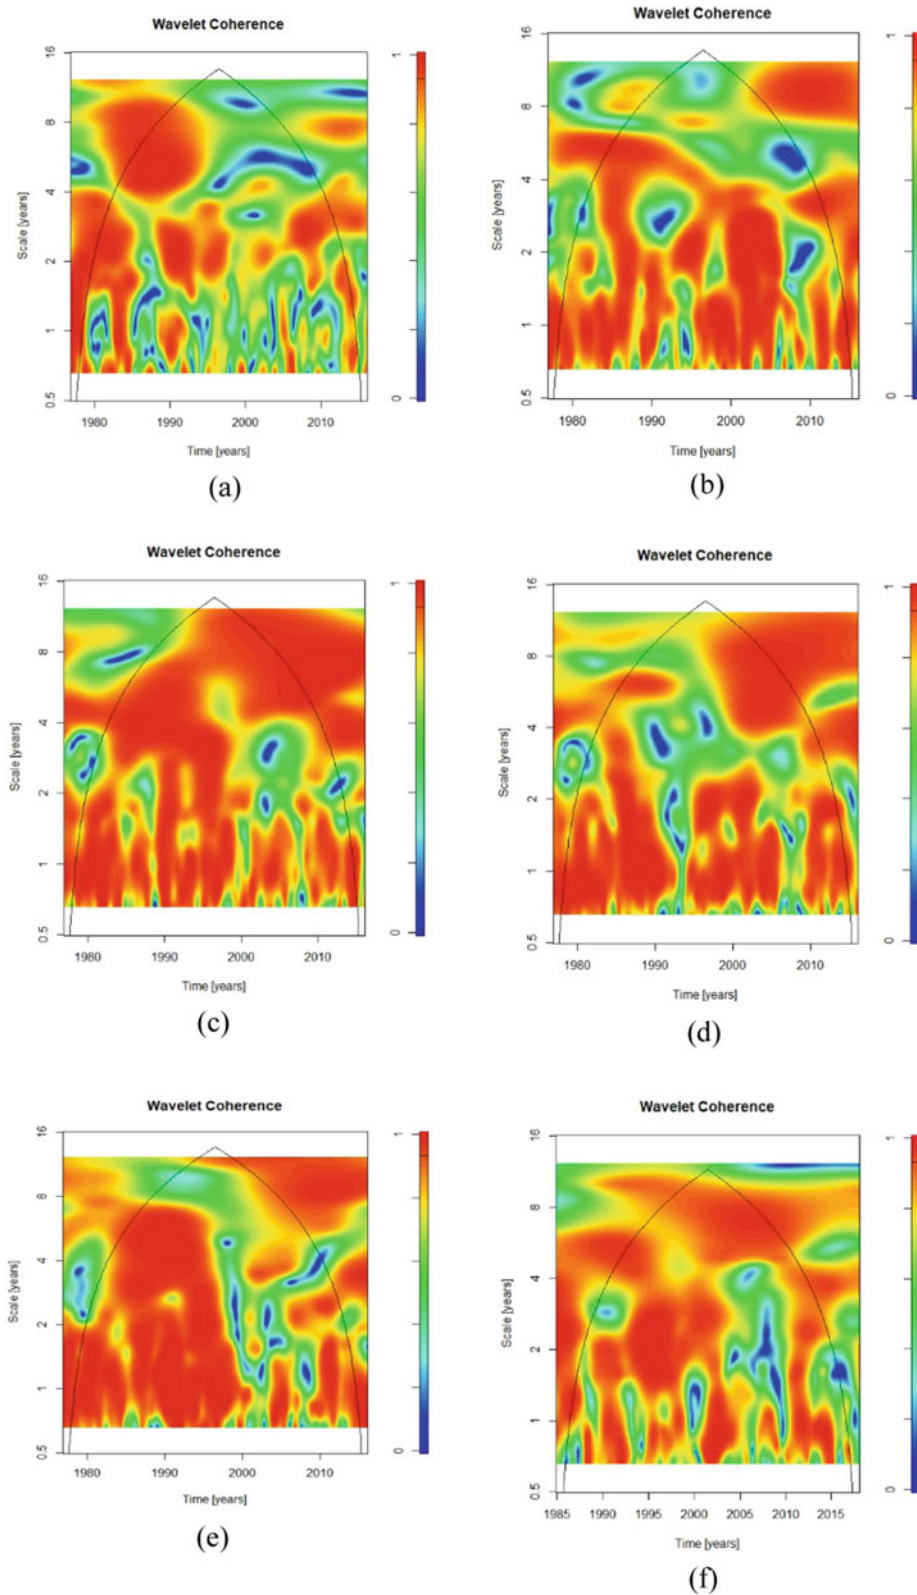 Wavelet Coherence
Scale [years]
16
8
4
2
1
0.5
1980 1990 2000 2010
Time [years]
1
0
(a)
Wavelet Coherence
Scale [years]
16
8
4
2
1
0.5
1980 1990 2000 2010
Time [years]
1
0
(b)
Wavelet Coherence
Scale [years]
16
8
4
2
1
0.5
1980 1990 2000 2010
Time [years]
1
0
(c)
Wavelet Coherence
Scale [years]
16
8
4
2
1
0.5
1980 1990 2000 2010
Time [years]
1
0
(d)
Wavelet Coherence
Scale [years]
16
8
4
2
1
0.5
1980 1990 2000 2010
Time [years]
1
0
(e)
Wavelet Coherence
Scale [years]
16
8
4
2
1
0.5
1985 1990 1995 2000 2005 2010 2015
Time [years]
1
0
(f)